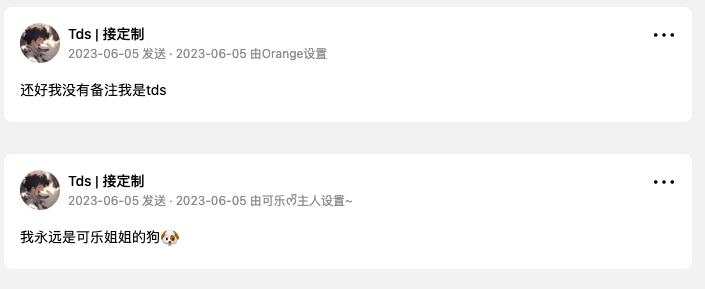 Tds | 接定制
2023-06-05 发送 · 2023-06-05 由Orange设置
还好我没有备注我是tds
Tds | 接定制
2023-06-05 发送 · 2023-06-05 由可乐ლ主人设置~
我永远是可乐姐姐的狗🐶